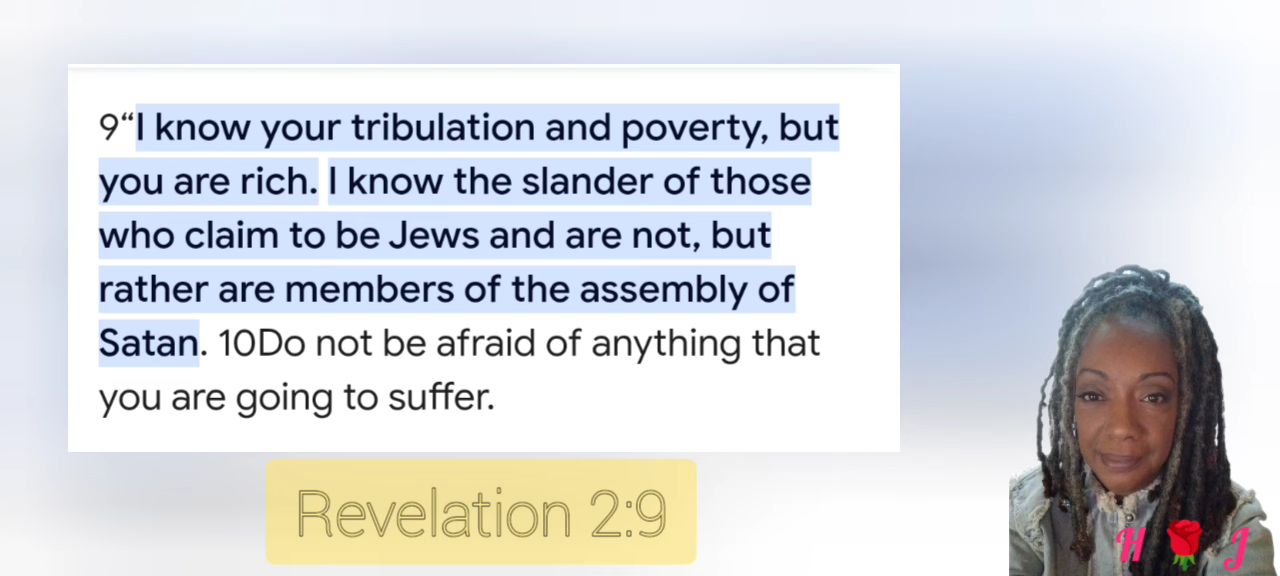 9“I know your tribulation and poverty, but
you are rich. I know the slander of those
who claim to be Jews and are not, but
rather are members of the assembly of
Satan. 10Do not be afraid of anything that
you are going to suffer.
Revelation 2:9
H 🌹 J